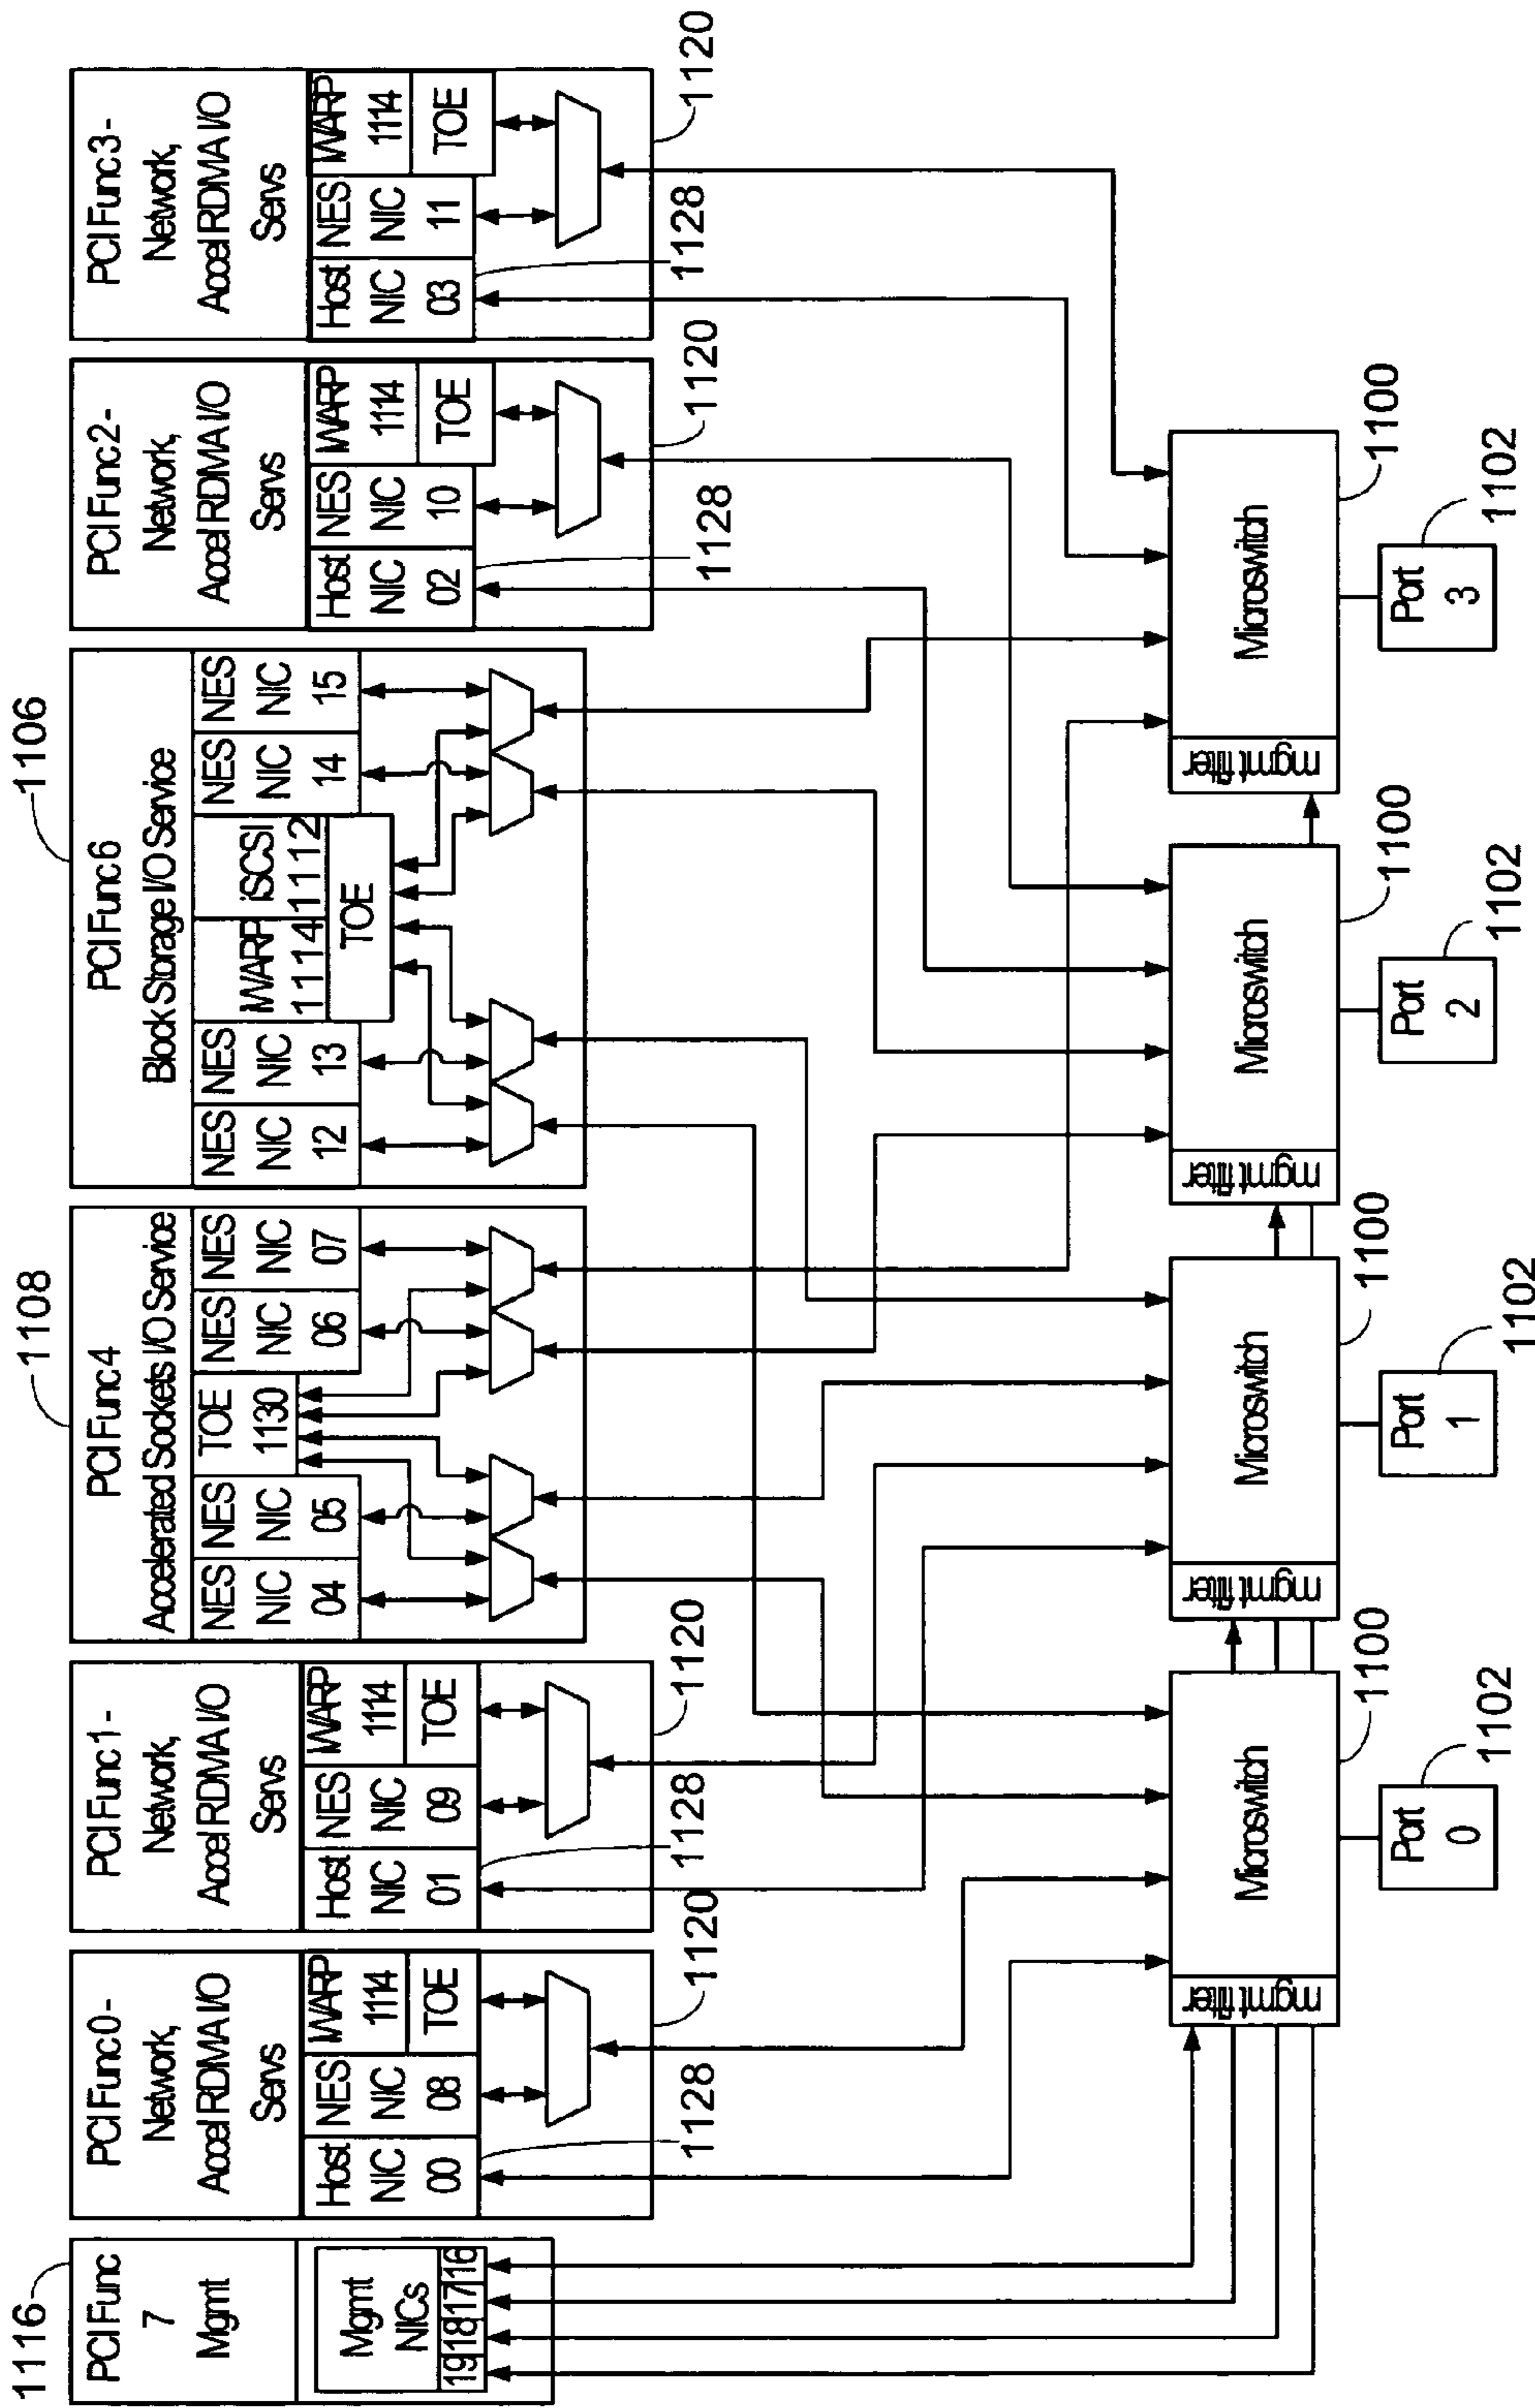 1116
PCI Func
7
Mgmt
Mgmt
NICs
19 18 17 16
PCI Func 0 -
Network,
Accel RDMA I/O
Servs
Host
NIC
00
NES
NIC
08
iWARP
1114
TOE
1128
1120
PCI Func 1 -
Network,
Accel RDMA I/O
Servs
Host
NIC
01
NES
NIC
09
iWARP
1114
TOE
1128
1120
1108
PCI Func 4
Accelerated Sockets I/O Service
NES
NIC
04
NES
NIC
05
TOE
1130
NES
NIC
06
NES
NIC
07
1106
PCI Func 6
Block Storage I/O Service
NES
NIC
12
NES
NIC
13
iWARP
1114
iSCSI
1112
TOE
NES
NIC
14
NES
NIC
15
PCI Func 2 -
Network,
Accel RDMA I/O
Servs
Host
NIC
02
NES
NIC
10
iWARP
1114
TOE
1128
1120
PCI Func 3 -
Network,
Accel RDMA I/O
Servs
Host
NIC
03
NES
NIC
11
iWARP
1114
TOE
1128
1120
mgmt filter
Microswitch
1100
Port
0
1102
mgmt filter
Microswitch
1100
Port
1
1102
mgmt filter
Microswitch
1100
Port
2
1102
mgmt filter
Microswitch
1100
Port
3
1102